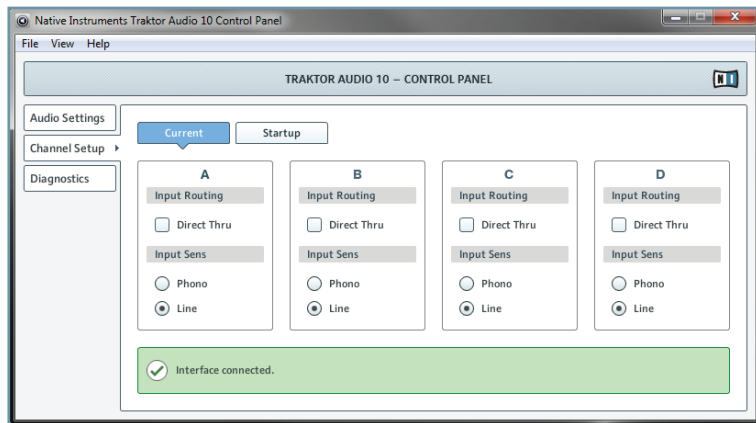 Native Instruments Traktor Audio 10 Control Panel
File View Help
TRAKTOR AUDIO 10 – CONTROL PANEL
NI
Audio Settings
Channel Setup
Diagnostics
Current Startup
A
Input Routing
Direct Thru
Input Sens
Phono
Line
B
Input Routing
Direct Thru
Input Sens
Phono
Line
C
Input Routing
Direct Thru
Input Sens
Phono
Line
D
Input Routing
Direct Thru
Input Sens
Phono
Line
Interface connected.